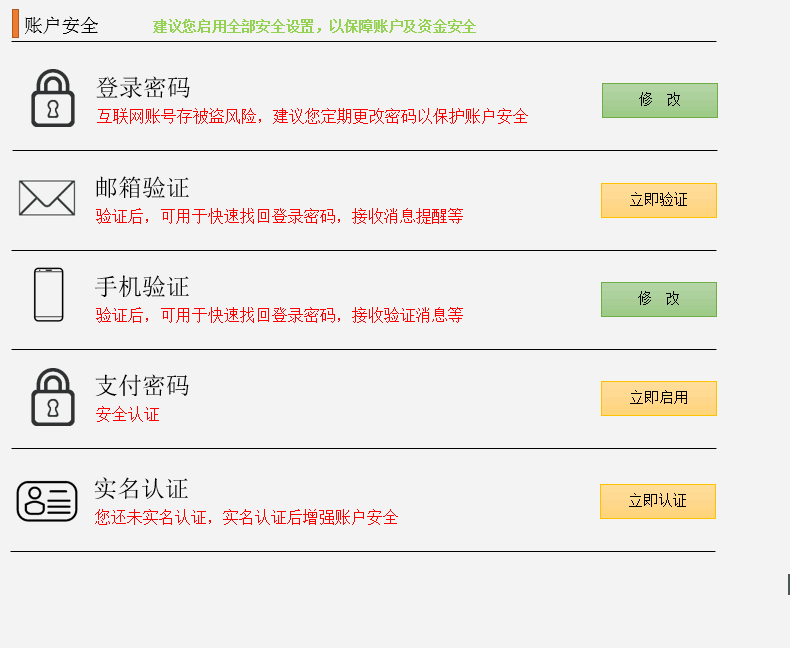 账户安全 建议您启用全部安全设置，以保障账户及资金安全
登录密码
互联网账号存被盗风险，建议您定期更改密码以保护账户安全
修 改
邮箱验证
验证后，可用于快速找回登录密码，接收消息提醒等
立即验证
手机验证
验证后，可用于快速找回登录密码，接收验证消息等
修 改
支付密码
安全认证
立即启用
实名认证
您还未实名认证，实名认证后增强账户安全
立即认证